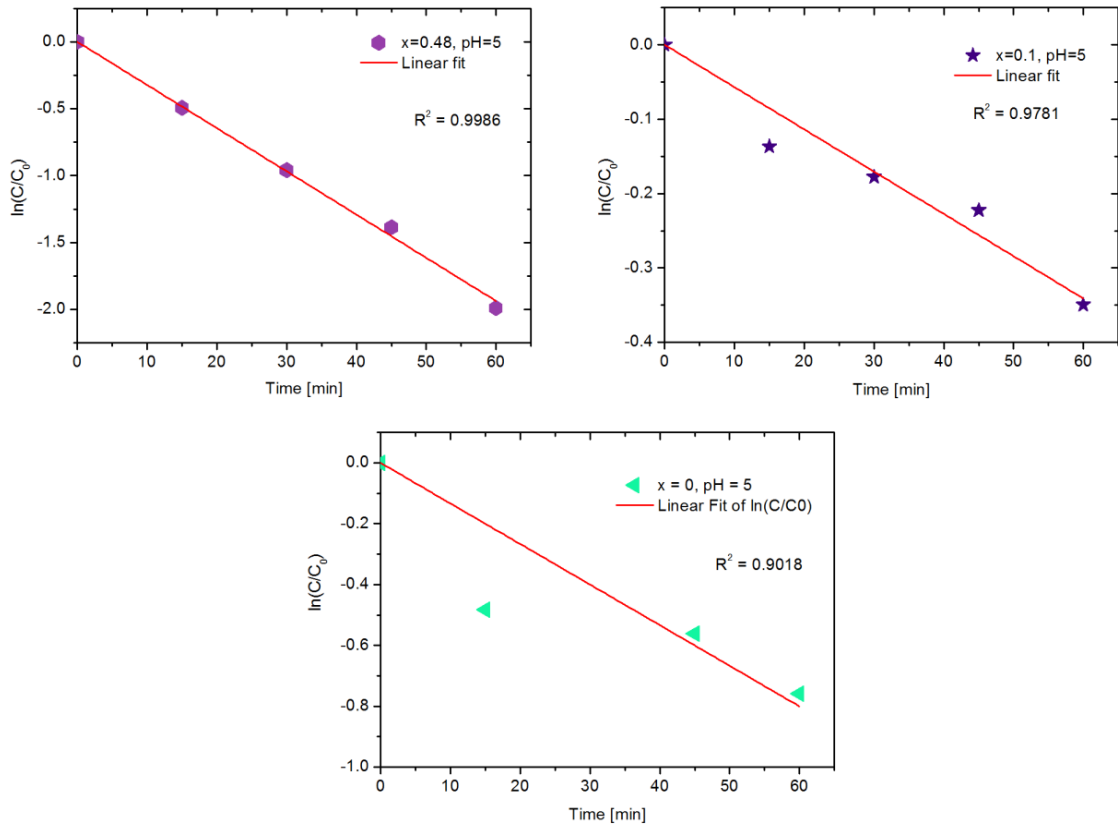 x=0.48, pH=5
Linear fit
R² = 0.9986
0.0
-0.5
-1.0
-1.5
-2.0
ln(C/C₀)
0 10 20 30 40 50 60
Time [min]
x=0.1, pH=5
Linear fit
R² = 0.9781
0.0
-0.1
-0.2
-0.3
-0.4
ln(C/C₀)
0 10 20 30 40 50 60
Time [min]
x = 0, pH = 5
Linear Fit of ln(C/C0)
R² = 0.9018
0.0
-0.2
-0.4
-0.6
-0.8
-1.0
ln(C/C₀)
0 10 20 30 40 50 60
Time [min]